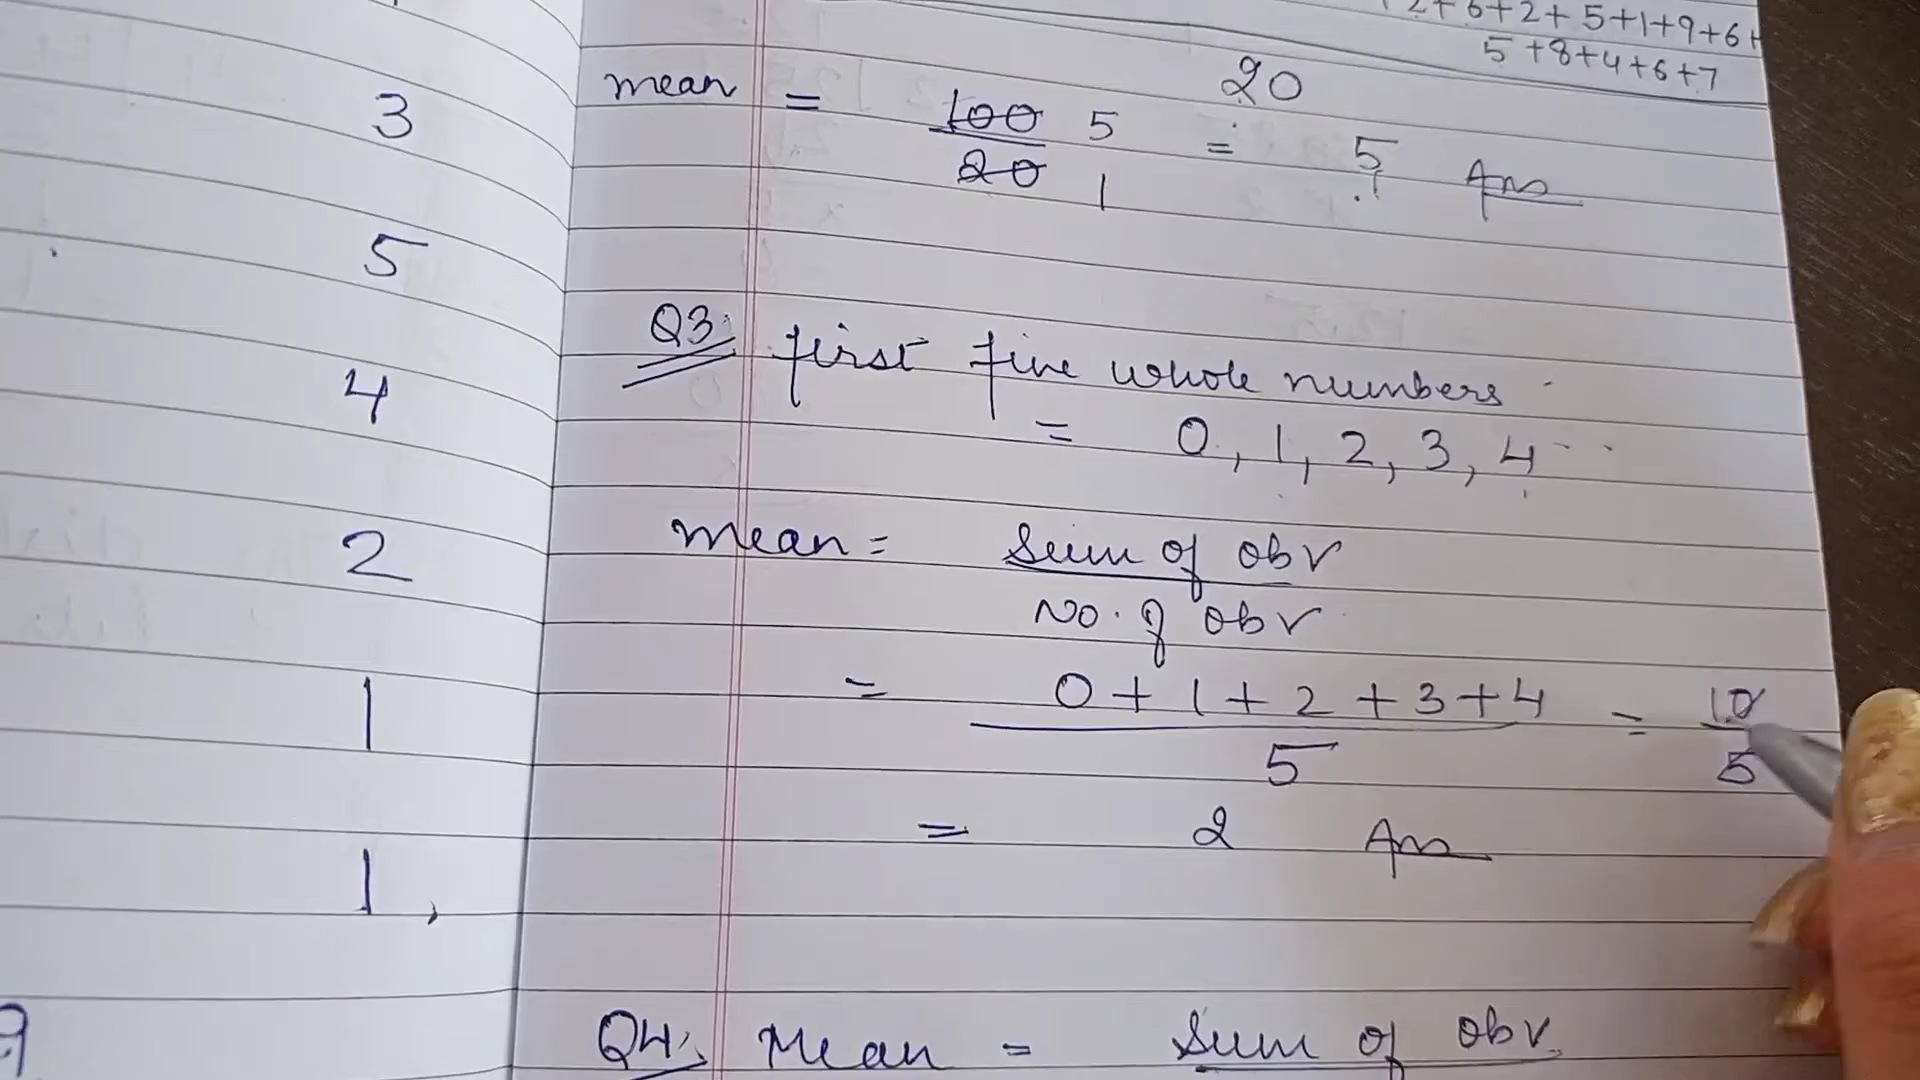 3
5
4
2
1
1,
9
2+6+2+5+1+9+6+
5+8+4+6+7
20
mean = 100 5 = 5 Ans
20 1
Q3. first five whole numbers
= 0, 1, 2, 3, 4
mean = Sum of obv
No. of obv
= 0 + 1 + 2 + 3 + 4 = 10
5 5
= 2 Ans
Q4. Mean = Sum of obv.